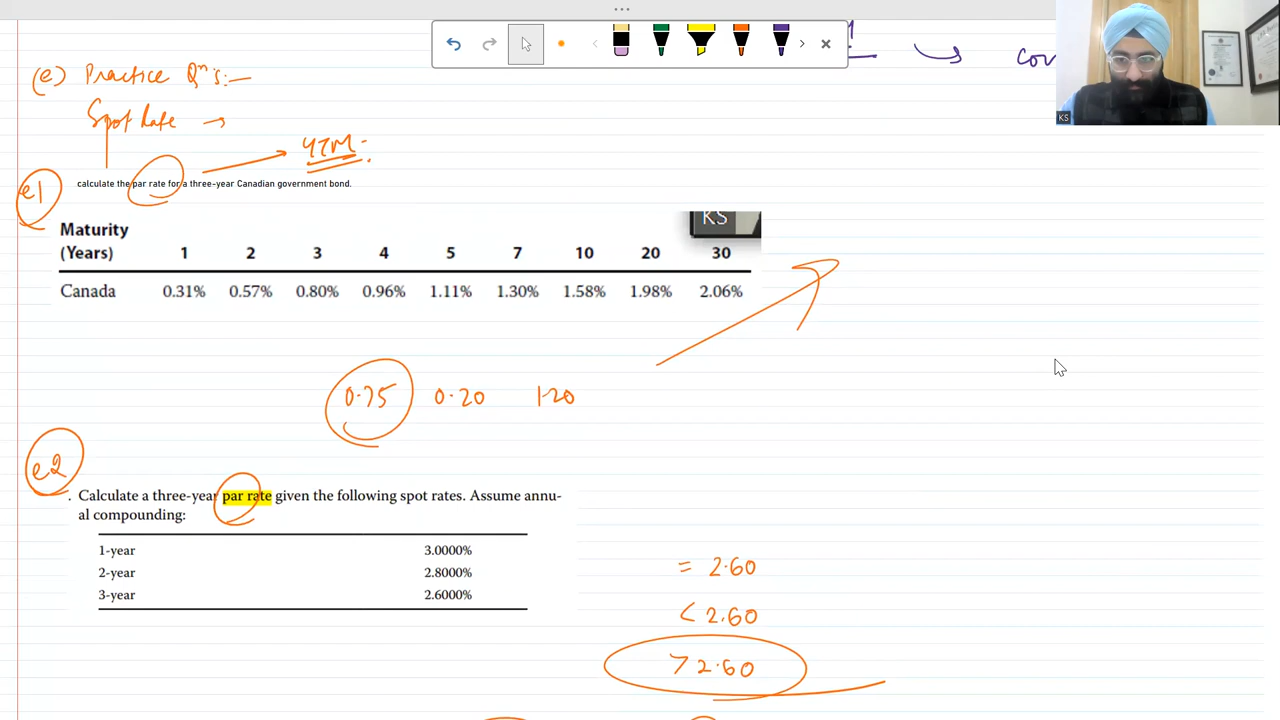 (e) Practice Qn's:-
cov
Spot Rate →
YTM
KS
e1
calculate the par rate for a three-year Canadian government bond.
Maturity
(Years) 1 2 3 4 5 7 10 20 30
KS
Canada 0.31% 0.57% 0.80% 0.96% 1.11% 1.30% 1.58% 1.98% 2.06%
0.75 0.20 1.20
e2
. Calculate a three-year par rate given the following spot rates. Assume annu-
al compounding:
1-year 3.0000%
2-year 2.8000%
3-year 2.6000%
= 2.60
< 2.60
> 2.60